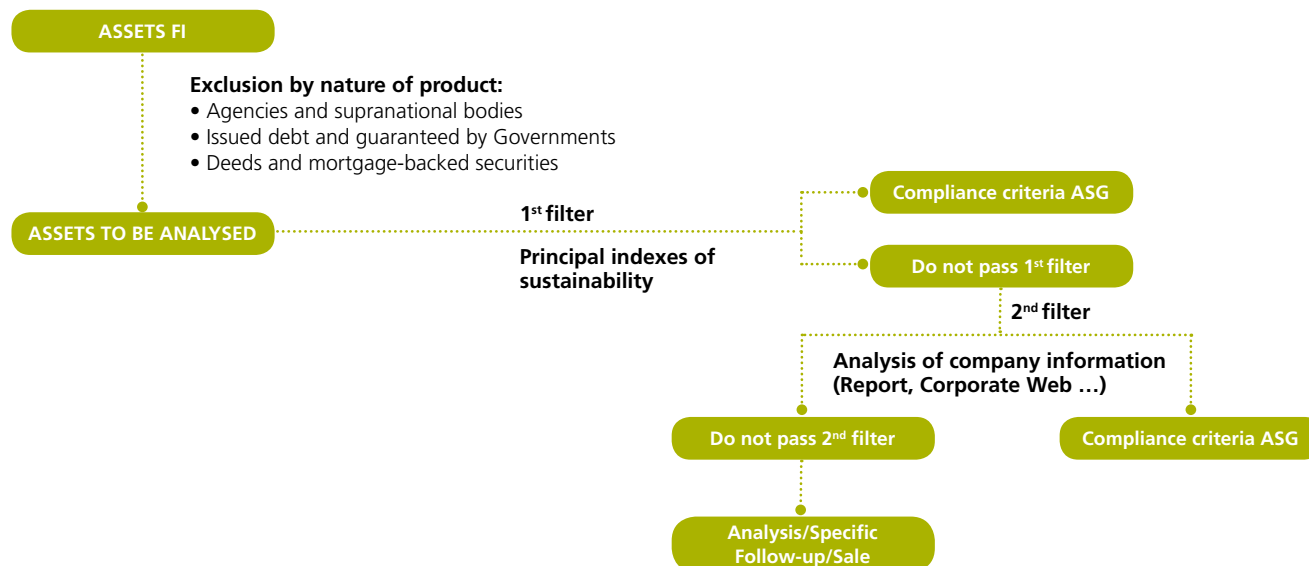 ASSETS FI
Exclusion by nature of product:
• Agencies and supranational bodies
• Issued debt and guaranteed by Governments
• Deeds and mortgage-backed securities
ASSETS TO BE ANALYSED
1st filter
Principal indexes of
sustainability
Compliance criteria ASG
Do not pass 1st filter
2nd filter
Analysis of company information
(Report, Corporate Web ...)
Do not pass 2nd filter
Compliance criteria ASG
Analysis/Specific
Follow-up/Sale